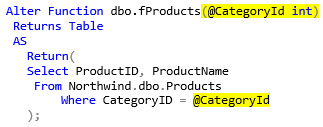 Alter Function dbo.fProducts(@CategoryId int)
Returns Table
AS
Return(
Select ProductID, ProductName
From Northwind.dbo.Products
Where CategoryID = @CategoryId
);